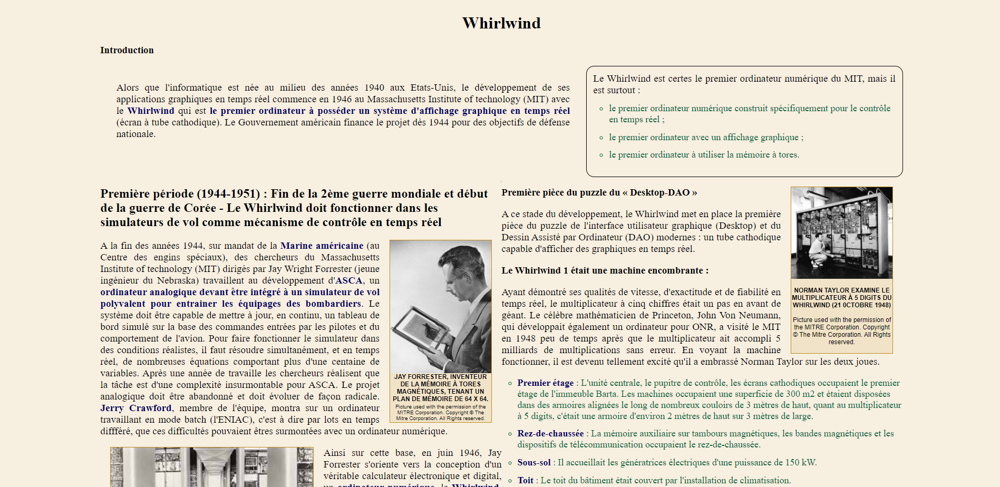 Whirlwind
Introduction
Alors que l'informatique est née au milieu des années 1940 aux Etats-Unis, le développement de ses
applications graphiques en temps réel commence en 1946 au Massachusetts Institute of technology (MIT) avec
le Whirlwind qui est le premier ordinateur à posséder un système d'affichage graphique en temps réel
(écran à tube cathodique). Le Gouvernement américain finance le projet dès 1944 pour des objectifs de défense
nationale.
Le Whirlwind est certes le premier ordinateur numérique du MIT, mais il
est surtout :
le premier ordinateur numérique construit spécifiquement pour le contrôle
en temps réel ;
le premier ordinateur avec un affichage graphique ;
le premier ordinateur à utiliser la mémoire à tores.
Première période (1944-1951) : Fin de la 2ème guerre mondiale et début
de la guerre de Corée - Le Whirlwind doit fonctionner dans les
simulateurs de vol comme mécanisme de contrôle en temps réel
A la fin des années 1944, sur mandat de la Marine américaine (au
Centre des engins spéciaux), des chercheurs du Massachusetts
Institute of technology (MIT) dirigés par Jay Wright Forrester (jeune
ingénieur du Nebraska) travaillent au développement d'ASCA, un
ordinateur analogique devant être intégré à un simulateur de vol
polyvalent pour entrainer les équipages des bombardiers. Le
système doit être capable de mettre à jour, en continu, un tableau de
bord simulé sur la base des commandes entrées par les pilotes et du
comportement de l'avion. Pour faire fonctionner le simulateur dans
des conditions réalistes, il faut résoudre simultanément, et en temps
réel, de nombreuses équations comportant plus d'une centaine de
variables. Après une année de travaille les chercheurs réalisent que
la tâche est d'une complexité insurmontable pour ASCA. Le projet
analogique doit être abandonné et doit évoluer de façon radicale.
Jerry Crawford, membre de l'équipe, montra sur un ordinateur
travaillant en mode batch (l'ENIAC), c'est à dire par lots en temps
diffféré, que ces difficultés pouvaient êtres surmontées avec un ordinateur numérique.
JAY FORRESTER, INVENTEUR
DE LA MÉMOIRE À TORES
MAGNÉTIQUES, TENANT UN
PLAN DE MÉMOIRE DE 64 X 64.
Picture used with the permission of the
MITRE Corporation. Copyright © The
Mitre Corporation. All Rights reserved.
Ainsi sur cette base, en juin 1946, Jay
Forrester s'oriente vers la conception d'un
véritable calculateur électronique et digital,
un ordinateur numérique, le Whirlwind.
Première pièce du puzzle du « Desktop-DAO »
A ce stade du développement, le Whirlwind met en place la première
pièce du puzzle de l'interface utilisateur graphique (Desktop) et du
Dessin Assisté par Ordinateur (DAO) modernes : un tube cathodique
capable d'afficher des graphiques en temps réel.
Le Whirlwind 1 était une machine encombrante :
Ayant démontré ses qualités de vitesse, d'exactitude et de fiabilité en
temps réel, le multiplicateur à cinq chiffres était un pas en avant de
géant. Le célèbre mathématicien de Princeton, John Von Neumann,
qui développait également un ordinateur pour ONR, a visité le MIT
en 1948 peu de temps après que le multiplicateur ait accompli 5
milliards de multiplications sans erreur. En voyant la machine
fonctionner, il est devenu tellement excité qu'il a embrassé Norman Taylor sur les deux joues.
NORMAN TAYLOR EXAMINE LE
MULTIPLICATEUR À 5 DIGITS DU
WHIRLWIND (21 0CTOBRE 1948)
Picture used with the permission of
the MITRE Corporation. Copyright
© The Mitre Corporation. All Rights
reserved.
Premier étage : L'unité centrale, le pupitre de contrôle, les écrans cathodiques occupaient le premier
étage de l'immeuble Barta. Les machines occupaient une superficie de 300 m2 et étaient disposées
dans des armoires alignées le long de nombreux couloirs de 3 mètres de haut, quant au multiplicateur
à 5 digits, c'était une armoire d'environ 2 mètres de haut sur 3 mètres de large.
Rez-de-chaussée : La mémoire auxiliaire sur tambours magnétiques, les bandes magnétiques et les
dispositifs de télécommunication occupaient le rez-de-chaussée.
Sous-sol : Il accueillait les génératrices électriques d'une puissance de 150 kW.
Toit : Le toit du bâtiment était couvert par l'installation de climatisation.